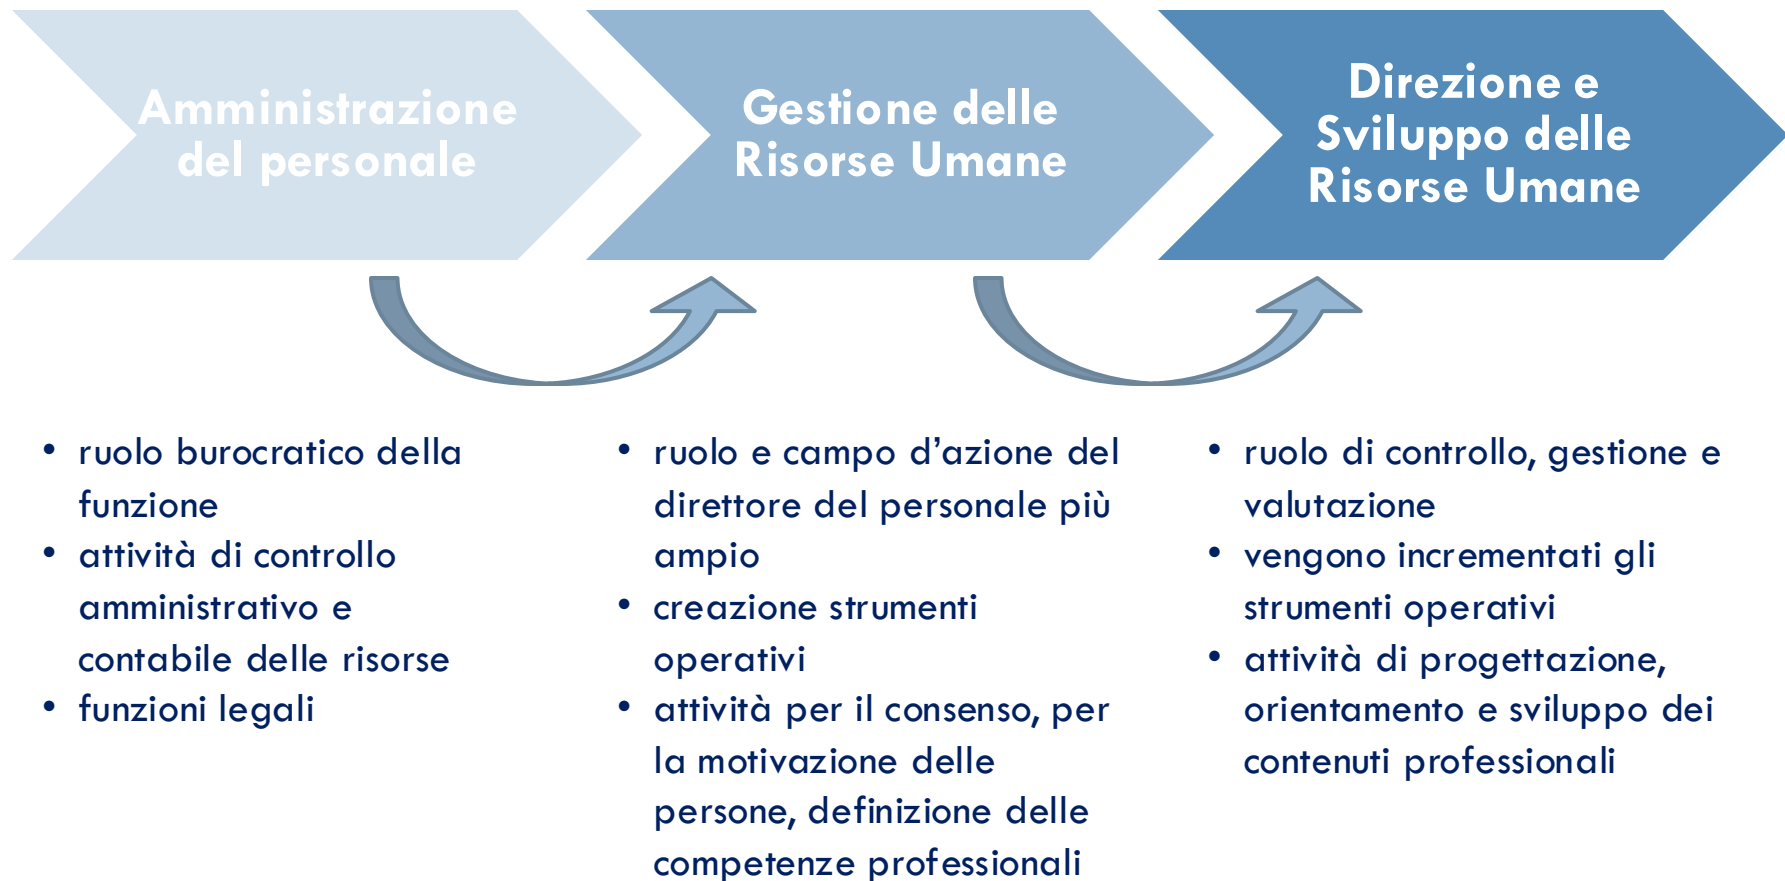 Amministrazione
del personale
Gestione delle
Risorse Umane
Direzione e
Sviluppo delle
Risorse Umane
• ruolo burocratico della
funzione
• attività di controllo
amministrativo e
contabile delle risorse
• funzioni legali
• ruolo e campo d’azione del
direttore del personale più
ampio
• creazione strumenti
operativi
• attività per il consenso, per
la motivazione delle
persone, definizione delle
competenze professionali
• ruolo di controllo, gestione e
valutazione
• vengono incrementati gli
strumenti operativi
• attività di progettazione,
orientamento e sviluppo dei
contenuti professionali